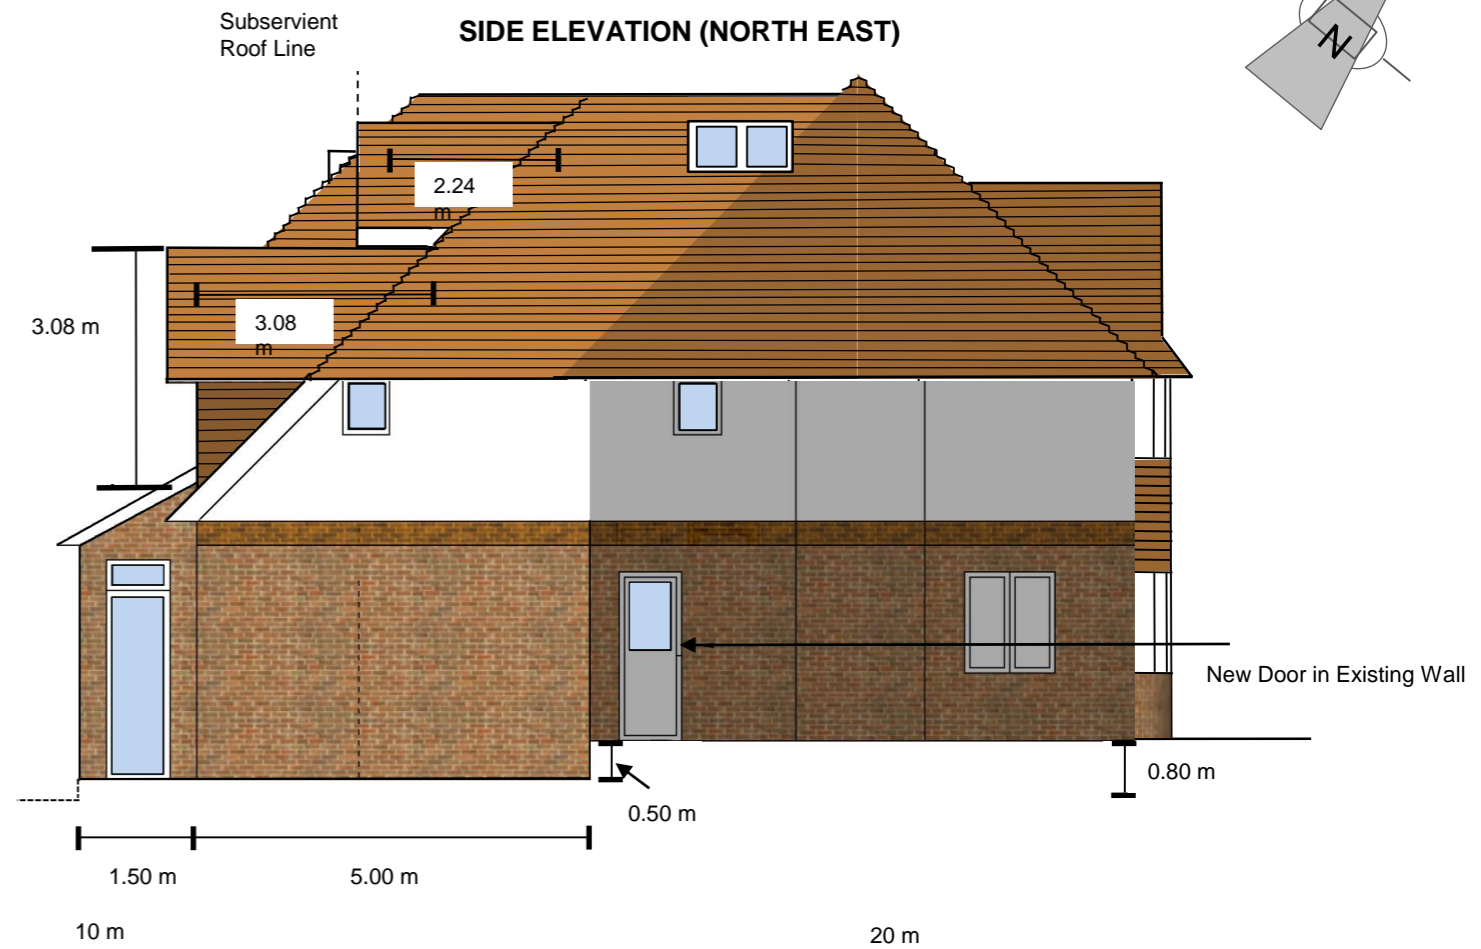 Subservient
Roof Line
SIDE ELEVATION (NORTH EAST)
N
2.24
m
3.08 m
3.08
m
New Door in Existing Wall
0.80 m
0.50 m
1.50 m
5.00 m
10 m
20 m